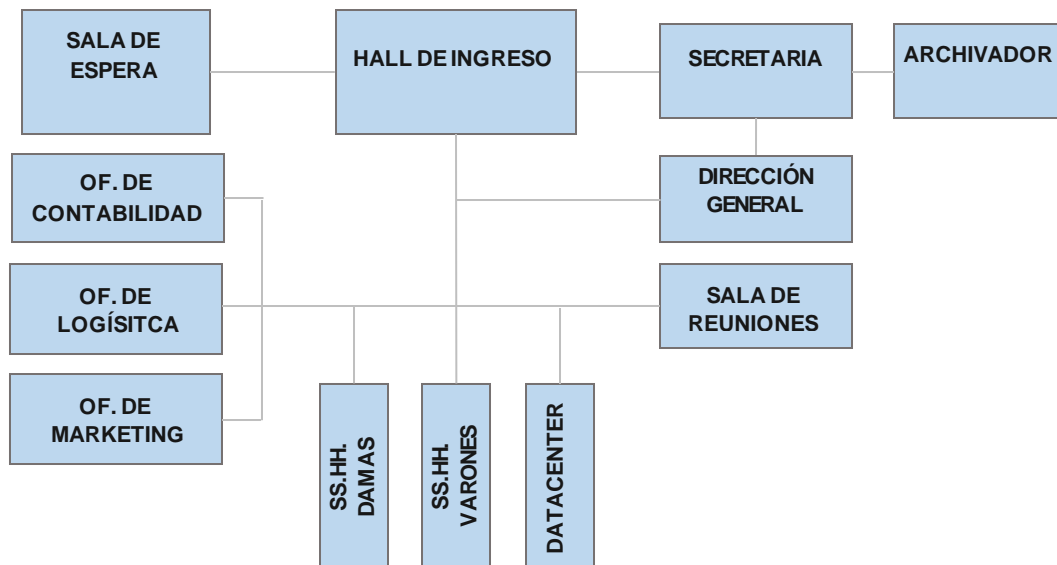 SALA DE
ESPERA
HALL DE INGRESO
SECRETARIA
ARCHIVADOR
OF. DE
CONTABILIDAD
DIRECCIÓN
GENERAL
OF. DE
LOGÍSITCA
SALA DE
REUNIONES
OF. DE
MARKETING
SS.HH.
DAMAS
SS.HH.
VARONES
DATACENTER